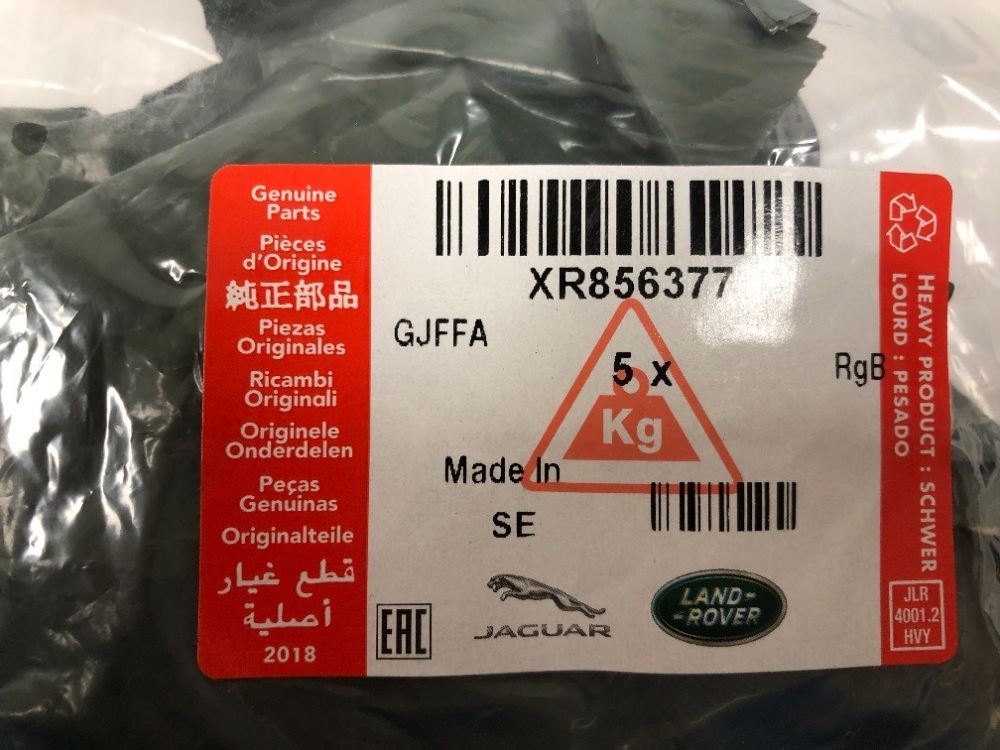 Genuine
Parts
Pièces
d'Origine
純正部品
Piezas
Originales
Ricambi
Originali
Originele
Onderdelen
Peças
Genuínas
Originalteile
قطع غيار
أصلية
2018
XR856377
GJFFA
5 x
RgB
Kg
Made In
SE
EAC
JAGUAR
LAND-
-ROVER
HEAVY PRODUCT : SCHWER
LOURD : PESADO
JLR
4001.2
HVY